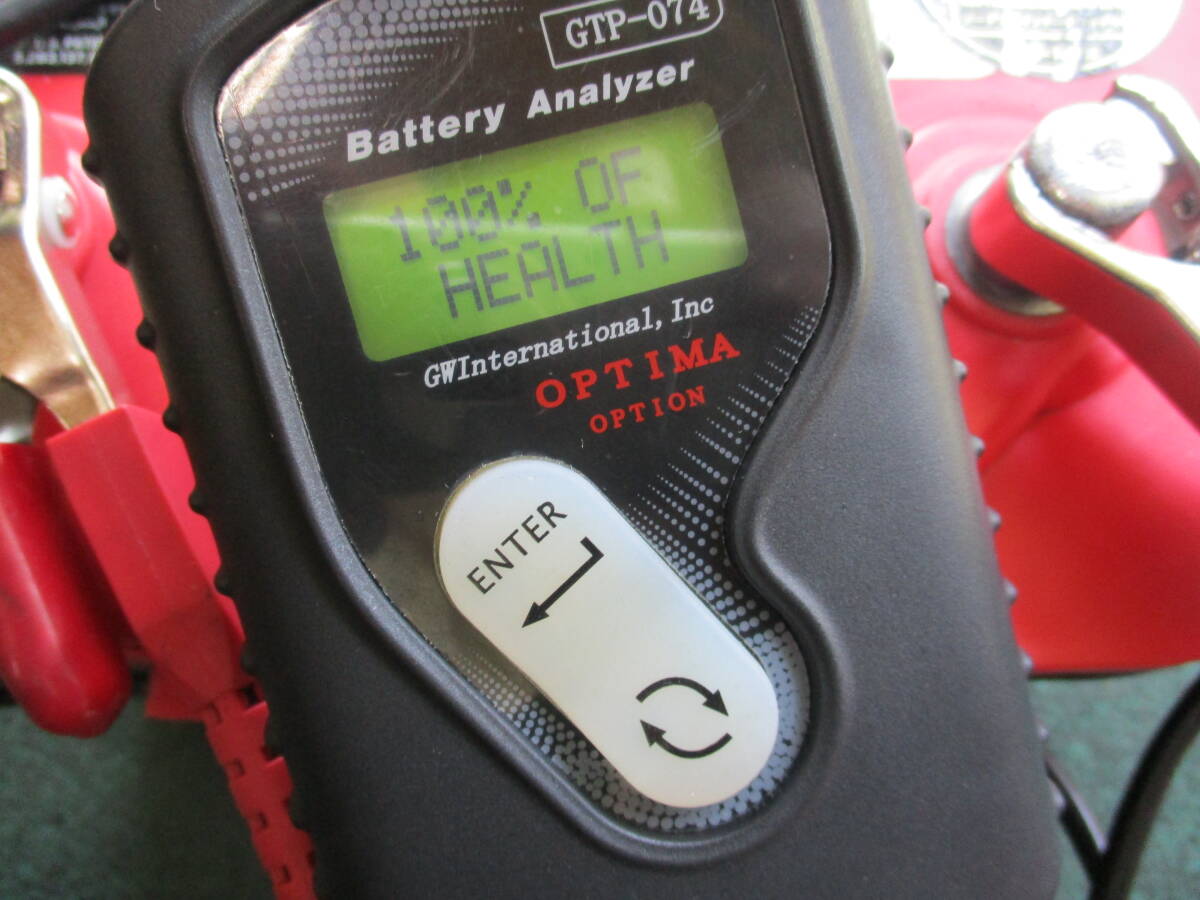 GTP-074
Battery Analyzer
100% OF
HEALTH
GWInternational, Inc
OPTIMA
OPTION
ENTER